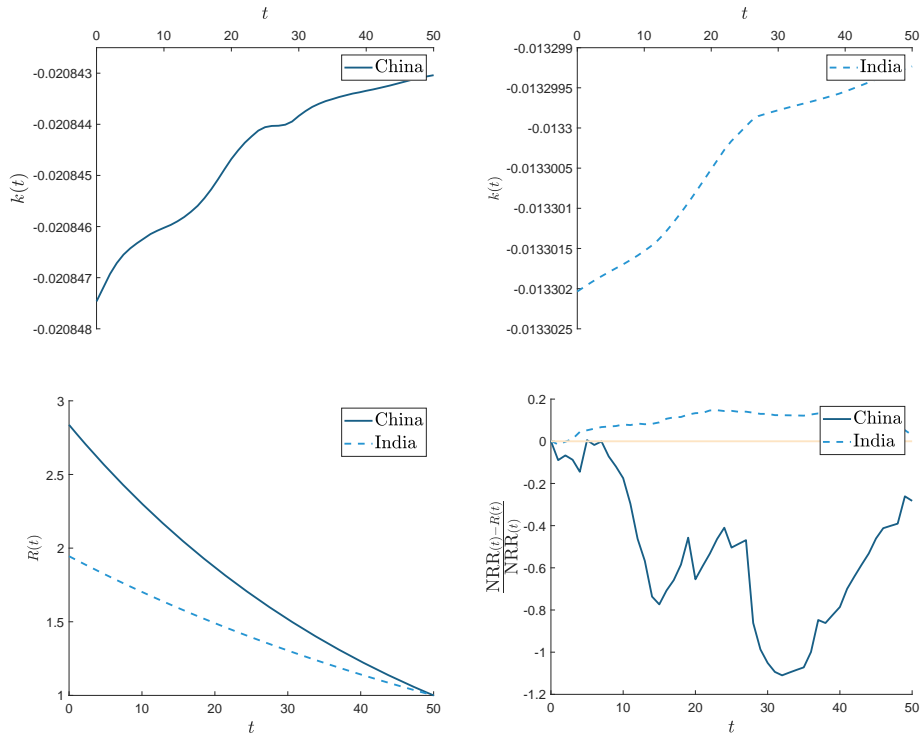 t
0 10 20 30 40 50
China
-0.020843
-0.020844
-0.020845
-0.020846
-0.020847
-0.020848
k(t)
t
0 10 20 30 40 50
India
-0.013299
-0.0132995
-0.0133
-0.0133005
-0.013301
-0.0133015
-0.013302
-0.0133025
k(t)
3
2.5
2
1.5
1
R(t)
China
India
0 10 20 30 40 50
t
0.2
0
-0.2
-0.4
-0.6
-0.8
-1
-1.2
NRR(t)−R(t)
NRR(t)
China
India
0 10 20 30 40 50
t